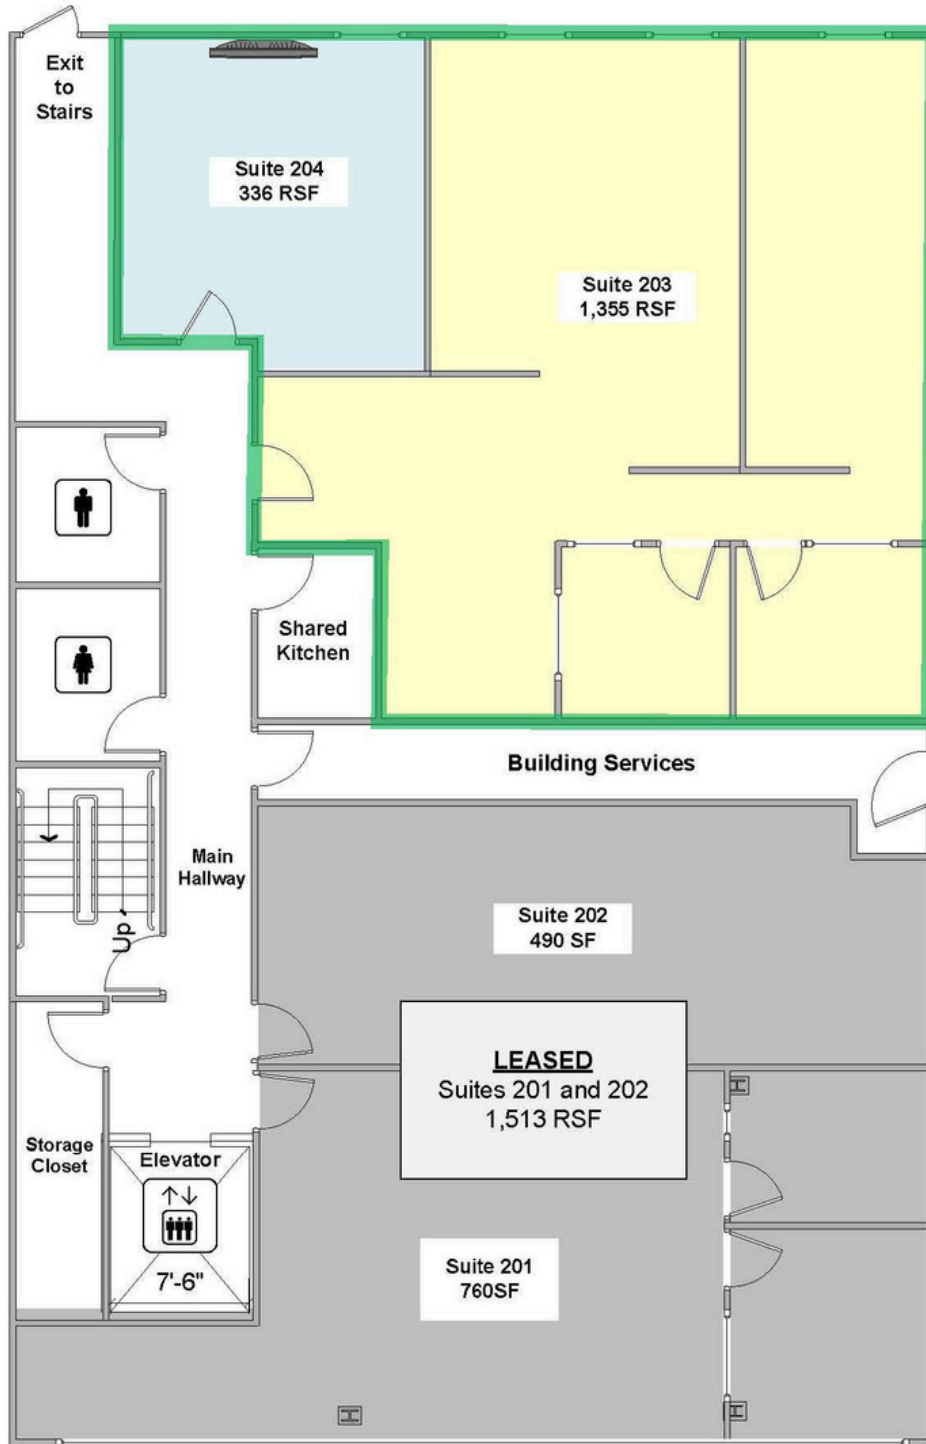 Exit
to
Stairs
Suite 204
336 RSF
Suite 203
1,355 RSF
Shared
Kitchen
Building Services
Main
Hallway
Up
Suite 202
490 SF
LEASED
Suites 201 and 202
1,513 RSF
Storage
Closet
Elevator
7'-6"
Suite 201
760SF